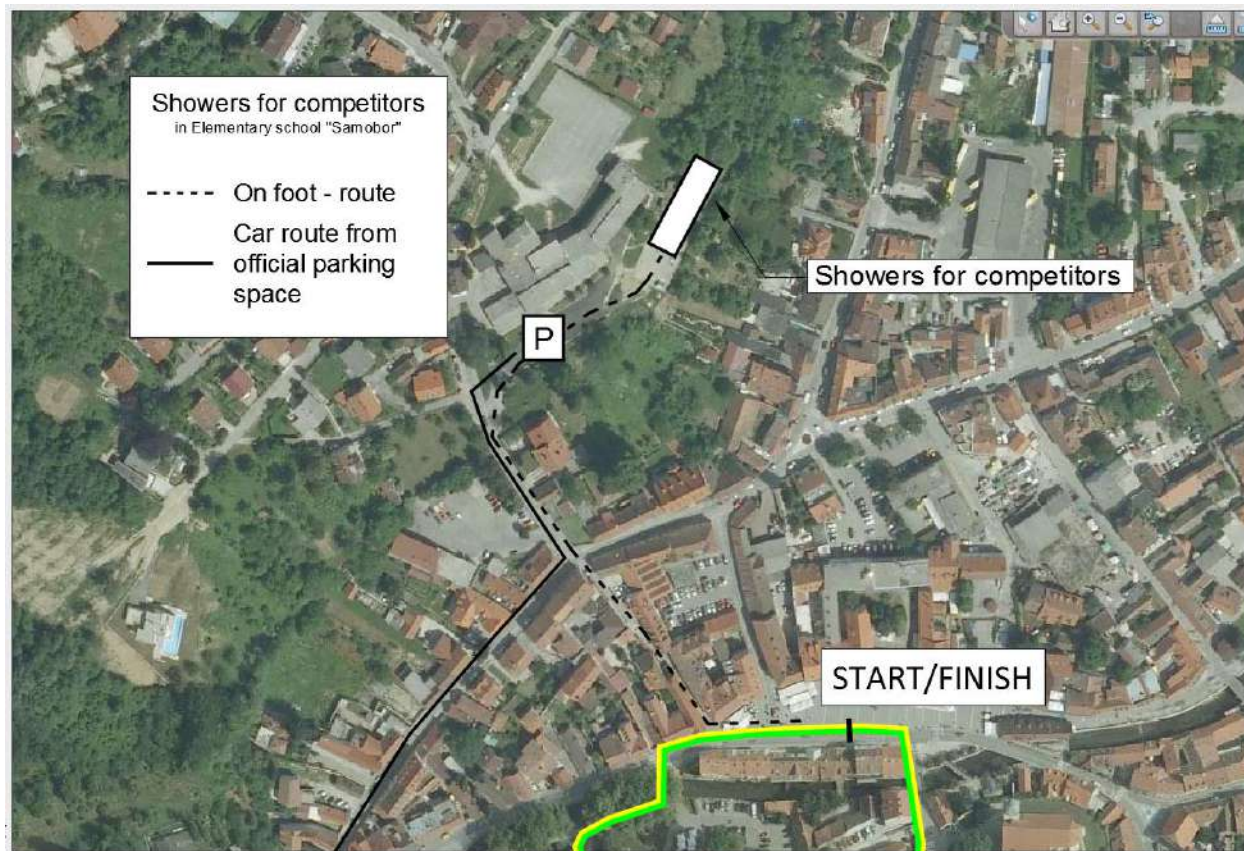 Showers for competitors
in Elementary school "Samobor"
On foot - route
Car route from
official parking
space
Showers for competitors
P
START/FINISH